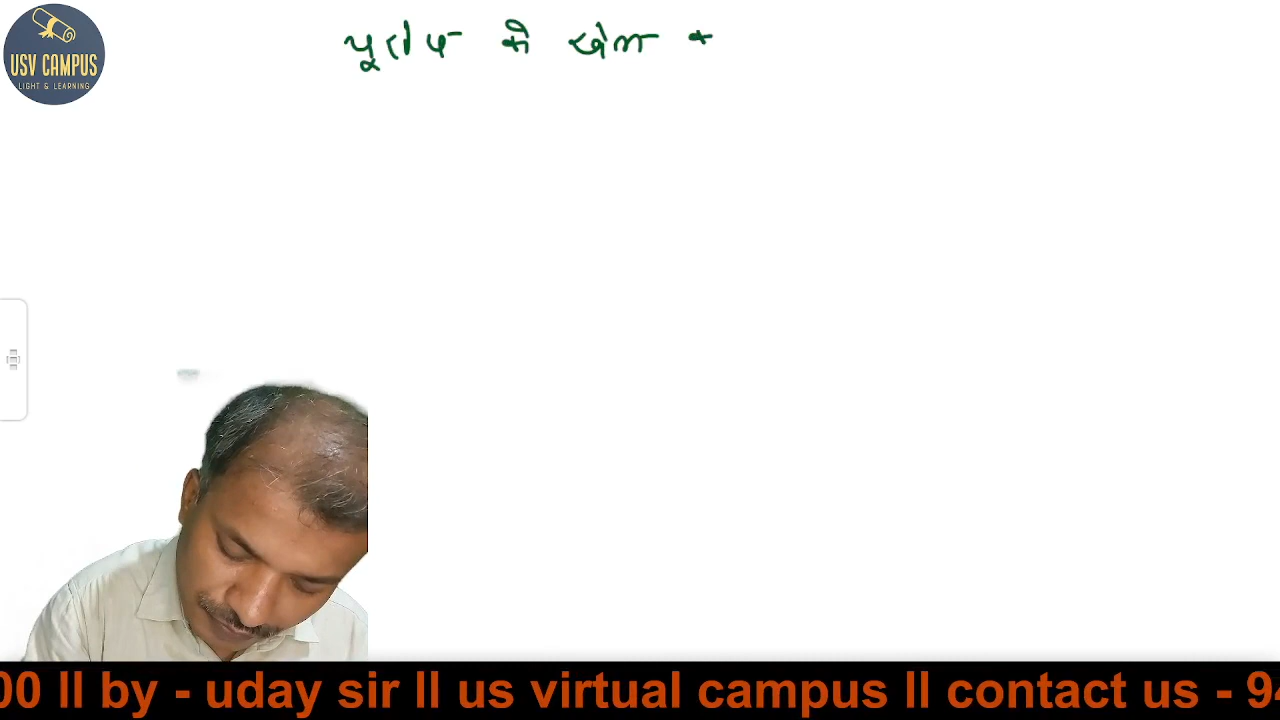 USV CAMPUS
LIGHT & LEARNING
यूरोप में
00 ll by - uday sir ll us virtual campus ll contact us - 9